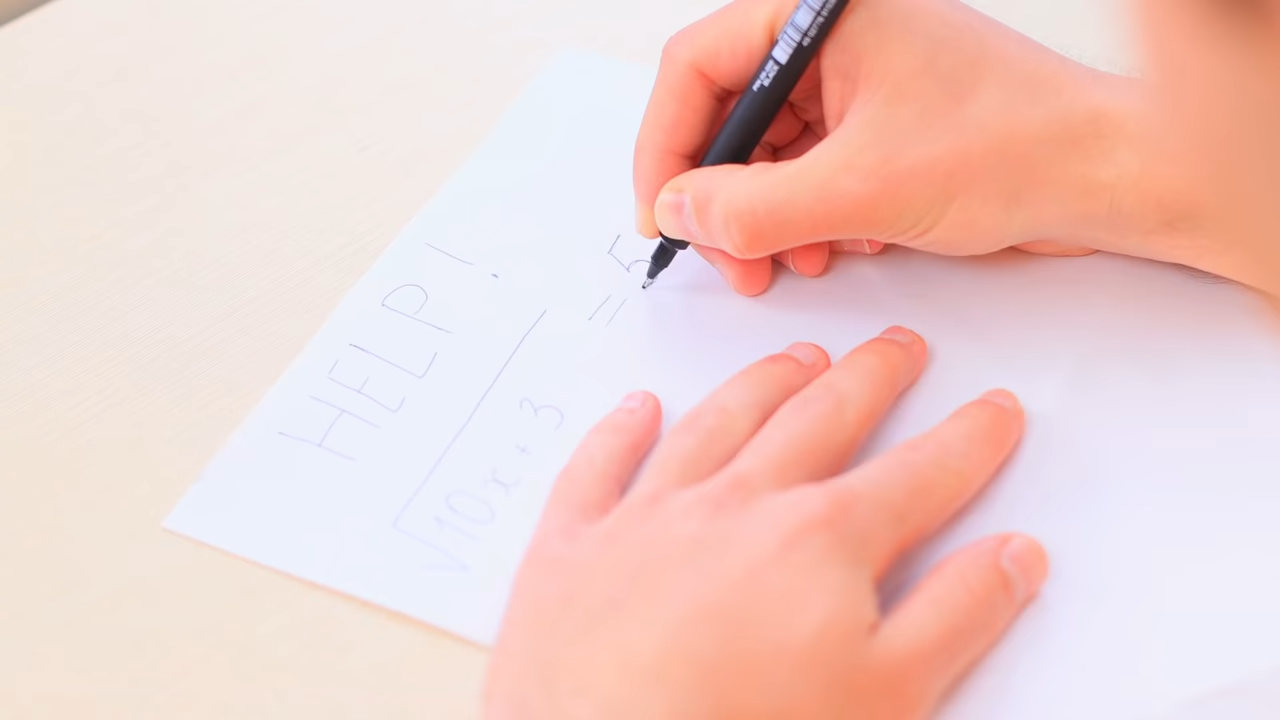 HELP!
√10x + 3 = 5